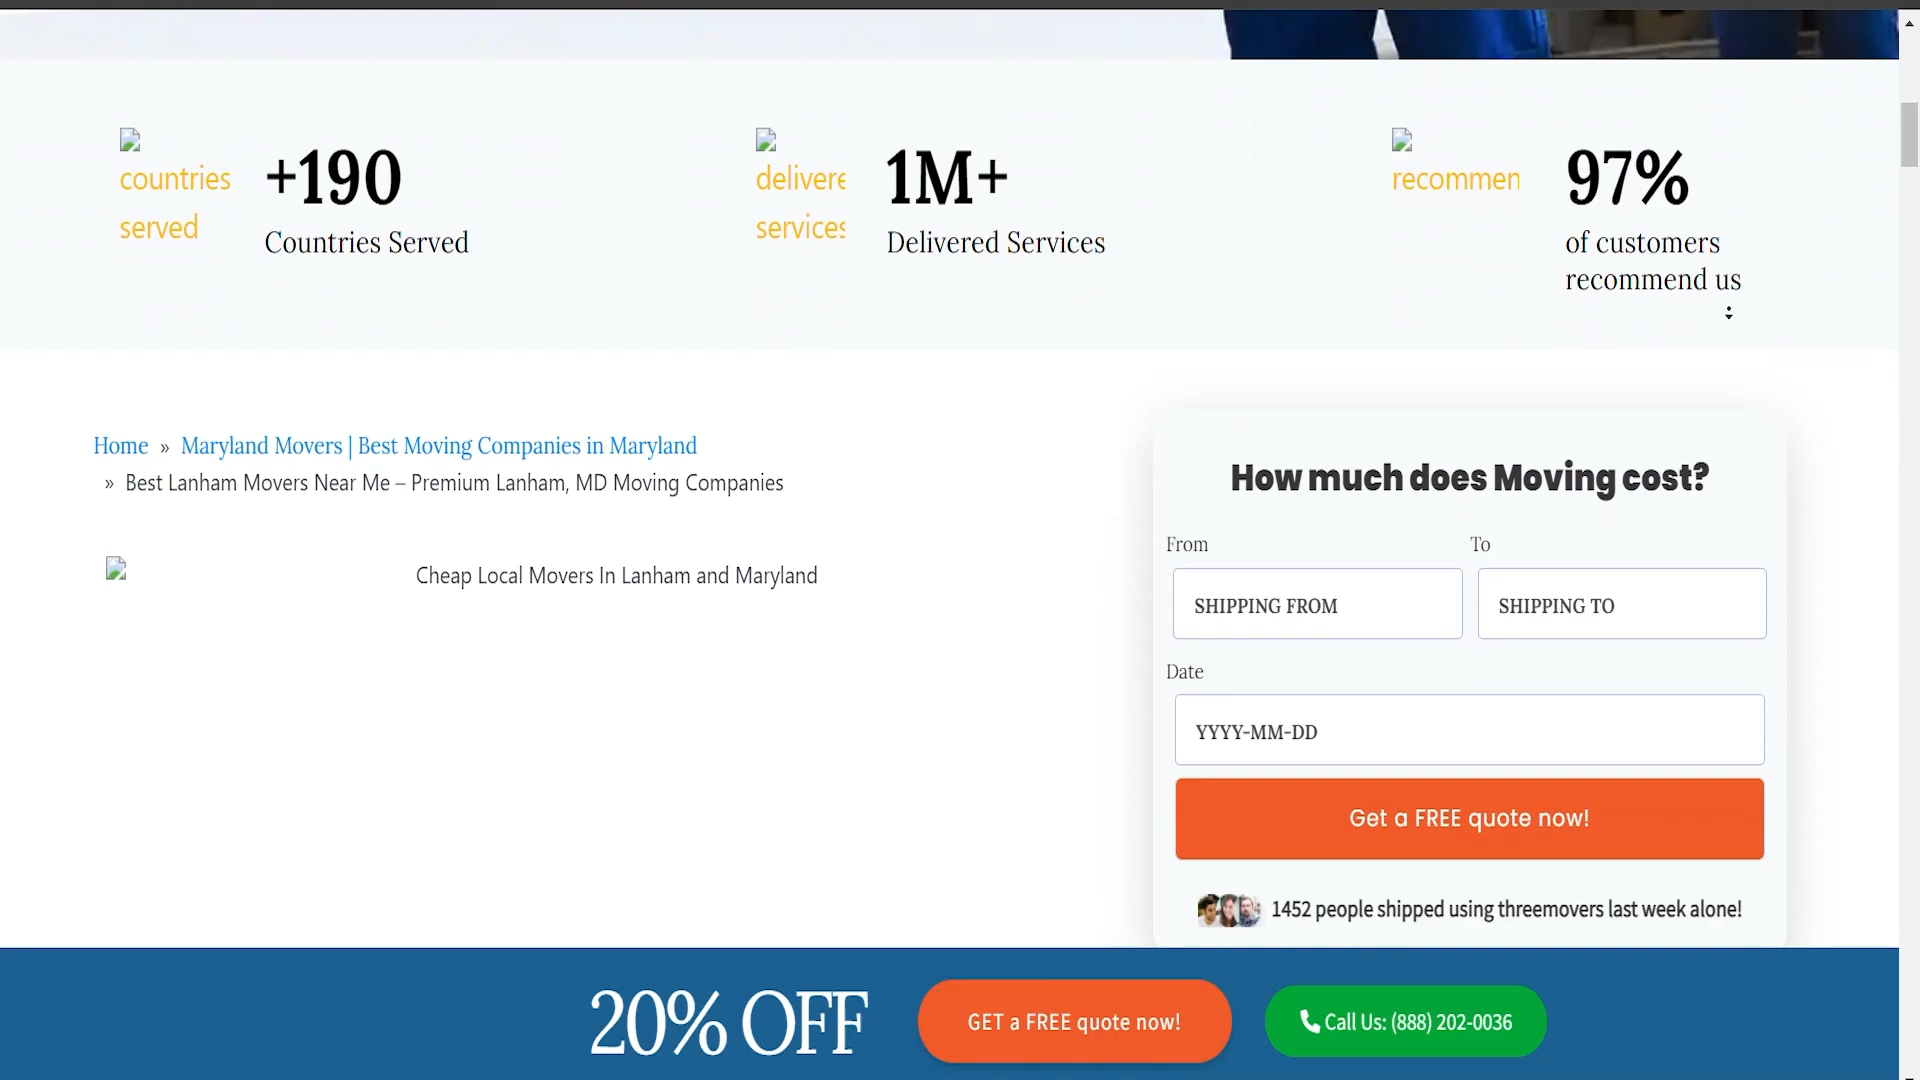 countries
served
+190
Countries Served
delivere
services
1M+
Delivered Services
recommen
97%
of customers
recommend us
Home » Maryland Movers | Best Moving Companies in Maryland
» Best Lanham Movers Near Me – Premium Lanham, MD Moving Companies
Cheap Local Movers In Lanham and Maryland
How much does Moving cost?
From
To
SHIPPING FROM
SHIPPING TO
Date
YYYY-MM-DD
Get a FREE quote now!
1452 people shipped using threemovers last week alone!
20% OFF
GET a FREE quote now!
Call Us: (888) 202-0036